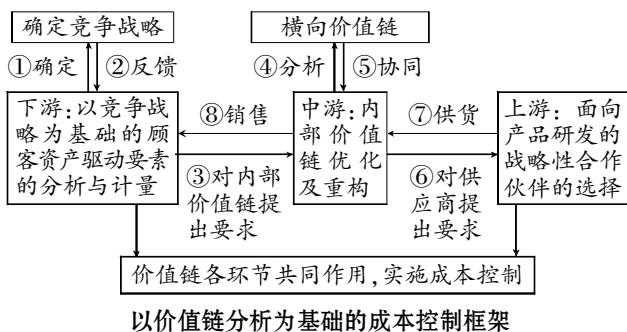 确定竞争战略
横向价值链
①确定
②反馈
④分析
⑤协同
下游:以竞争战
略为基础的顾
客资产驱动要素
的分析与计量
⑧销售
③对内部
价值链提
出要求
中游:内
部价值
链优化
及重构
⑦供货
⑥对供
应商提
出要求
上游:面向
产品研发的
战略性合作
伙伴的选择
价值链各环节共同作用,实施成本控制
以价值链分析为基础的成本控制框架